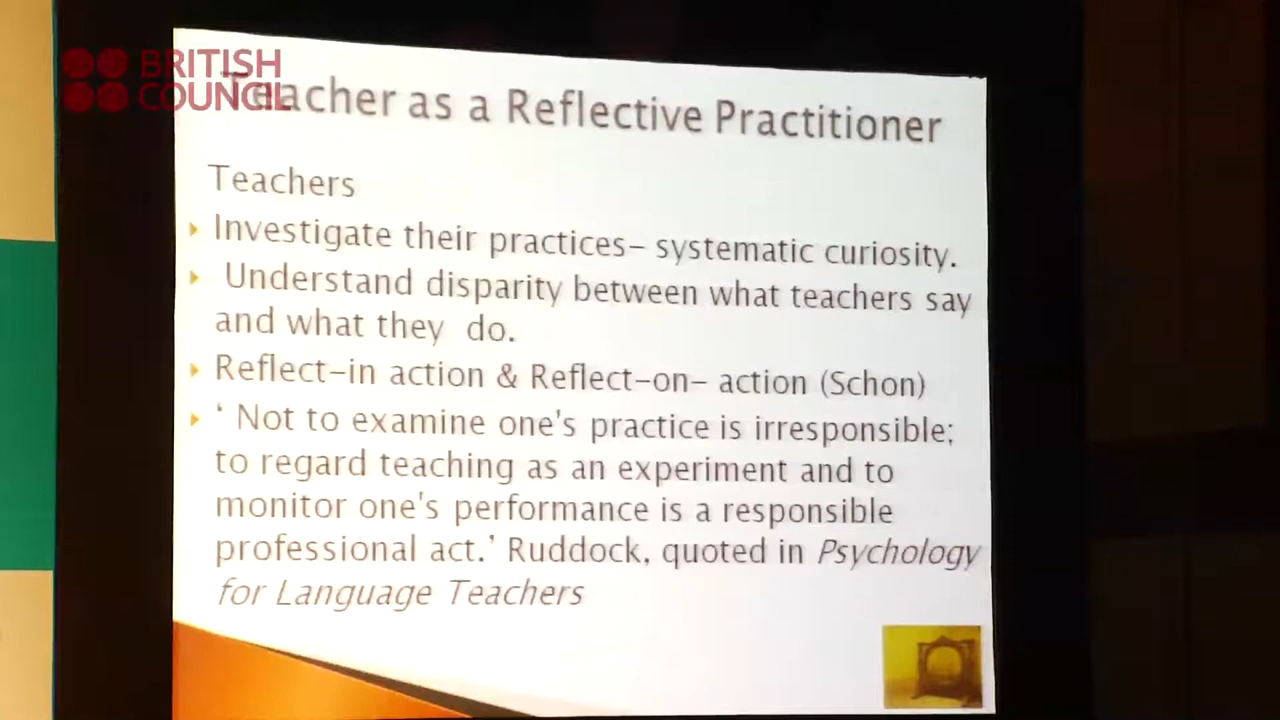 BRITISH
COUNCIL
Teacher as a Reflective Practitioner
Teachers
Investigate their practices– systematic curiosity.
Understand disparity between what teachers say
and what they do.
Reflect–in action & Reflect–on– action (Schon)
‘ Not to examine one's practice is irresponsible;
to regard teaching as an experiment and to
monitor one's performance is a responsible
professional act.’ Ruddock, quoted in Psychology
for Language Teachers